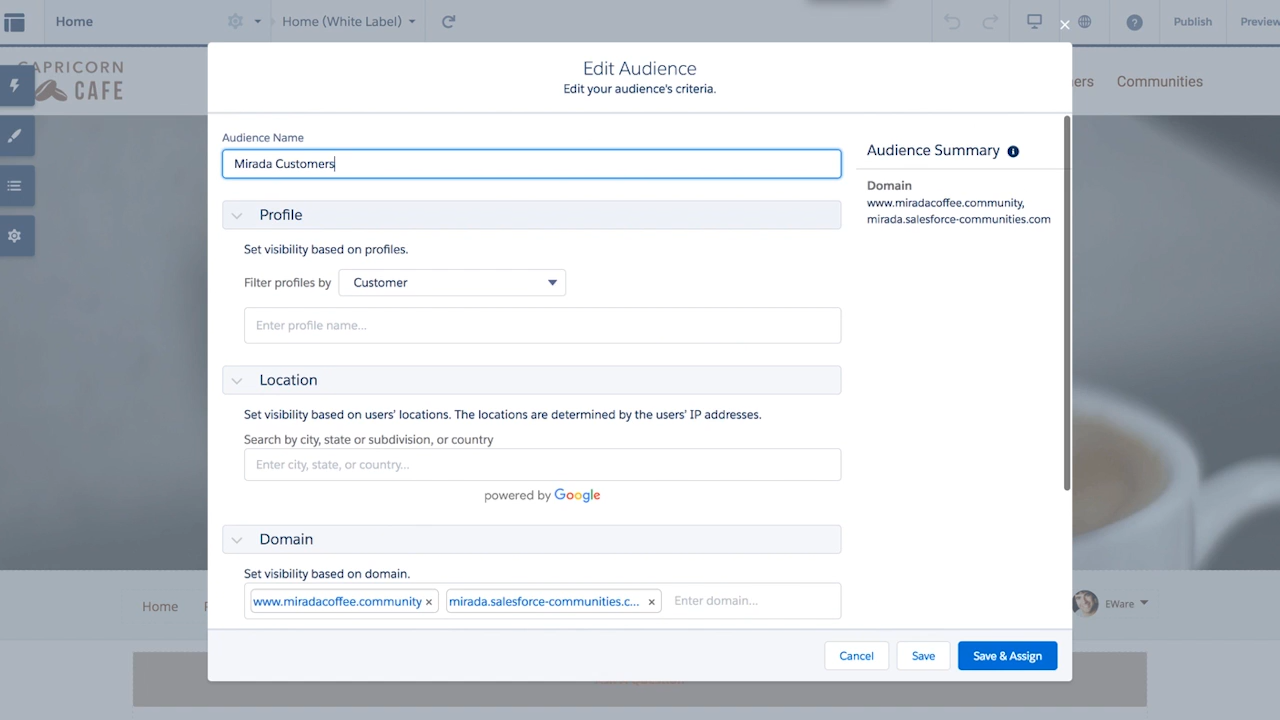 Home
Home (White Label)
Publish
Preview
CAPRICORN
CAFE
ers
Communities
Edit Audience
Edit your audience's criteria.
Audience Name
Mirada Customers
Audience Summary
Domain
www.miradacoffee.community,
mirada.salesforce-communities.com
Profile
Set visibility based on profiles.
Filter profiles by Customer
Enter profile name...
Location
Set visibility based on users' locations. The locations are determined by the users' IP addresses.
Search by city, state or subdivision, or country
Enter city, state, or country...
powered by Google
Domain
Set visibility based on domain.
www.miradacoffee.community × mirada.salesforce-communities.c... × Enter domain...
Home
EWare
Cancel
Save
Save & Assign